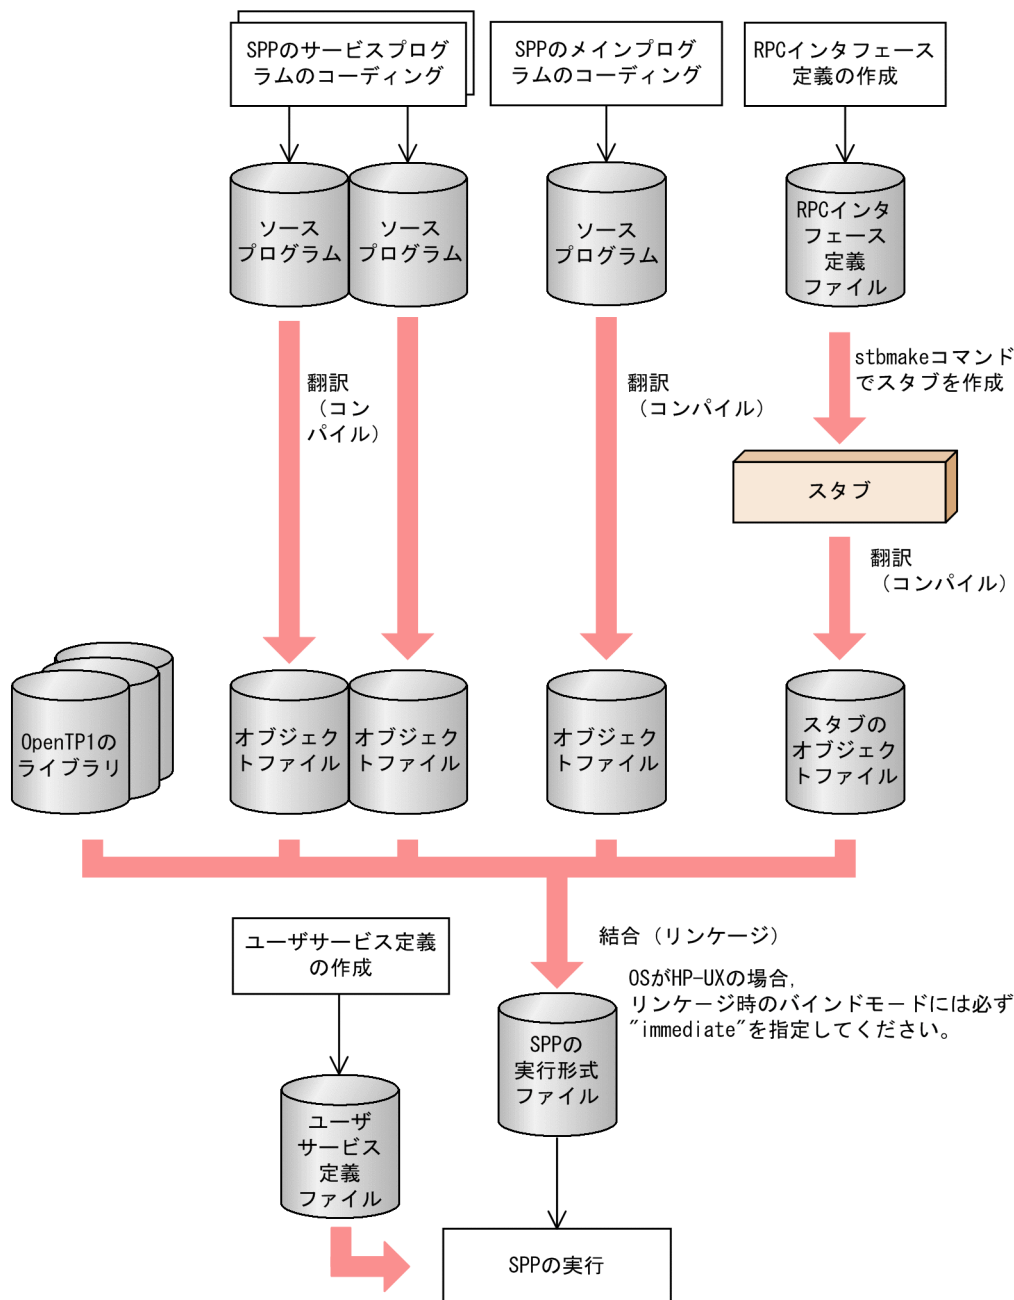 SPPのサービスプログ
ラムのコーディング
SPPのメインプログ
ラムのコーディング
RPCインタフェース
定義の作成
ソース
プログラム
ソース
プログラム
ソース
プログラム
RPCインタ
フェース
定義
ファイル
翻訳
（コン
パイル）
翻訳
（コンパイル）
stbmakeコマンド
でスタブを作成
スタブ
翻訳
（コンパイル）
OpenTP1の
ライブラリ
オブジェク
トファイル
オブジェク
トファイル
オブジェク
トファイル
スタブの
オブジェク
トファイル
ユーザサービス定義
の作成
結合（リンケージ）
OSがHP-UXの場合,
リンケージ時のバインドモードには必ず
"immediate"を指定してください。
SPPの
実行形式
ファイル
ユーザ
サービス
定義
ファイル
SPPの実行